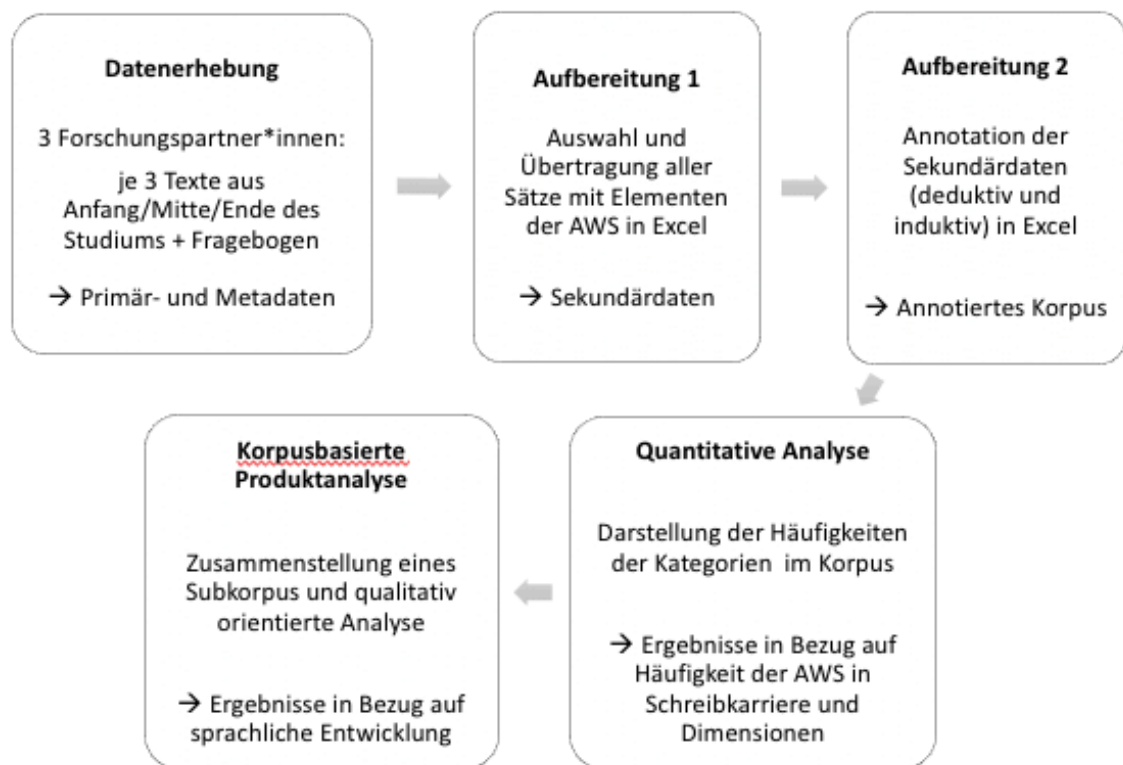 Datenerhebung
3 Forschungspartner*innen:
je 3 Texte aus
Anfang/Mitte/Ende des
Studiums + Fragebogen
→ Primär- und Metadaten
Aufbereitung 1
Auswahl und
Übertragung aller
Sätze mit Elementen
der AWS in Excel
→ Sekundärdaten
Aufbereitung 2
Annotation der
Sekundärdaten
(deduktiv und
induktiv) in Excel
→ Annotiertes Korpus
Quantitative Analyse
Darstellung der Häufigkeiten
der Kategorien im Korpus
→ Ergebnisse in Bezug auf
Häufigkeit der AWS in
Schreibkarriere und
Dimensionen
Korpusbasierte
Produktanalyse
Zusammenstellung eines
Subkorpus und qualitativ
orientierte Analyse
→ Ergebnisse in Bezug auf
sprachliche Entwicklung